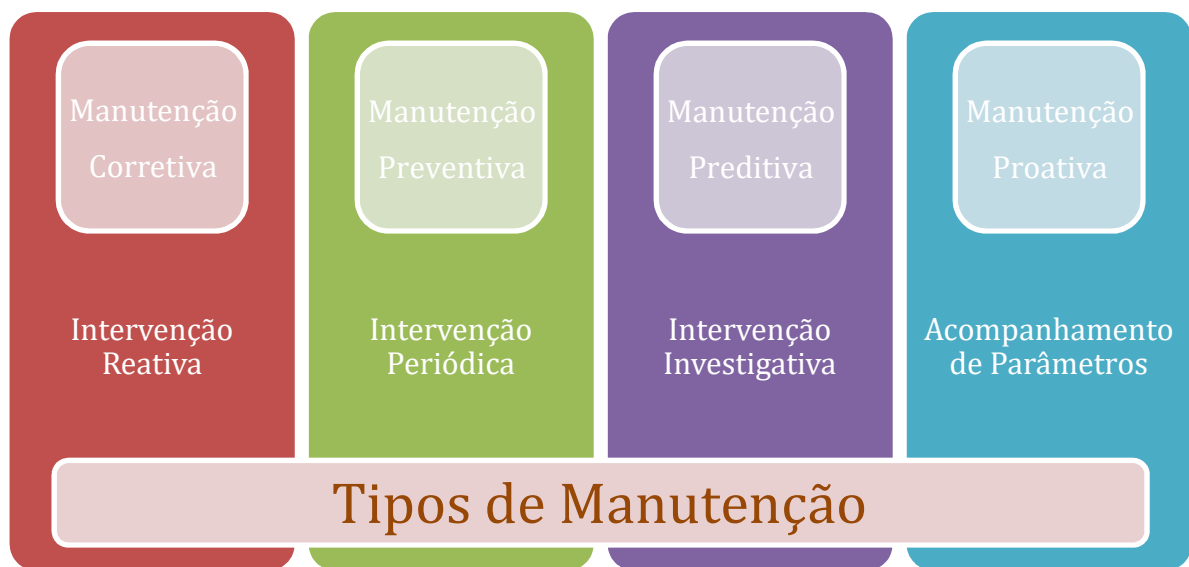 Manutenção
Corretiva
Intervenção
Reativa
Manutenção
Preventiva
Intervenção
Periódica
Manutenção
Preditiva
Intervenção
Investigativa
Manutenção
Proativa
Acompanhamento
de Parâmetros
Tipos de Manutenção